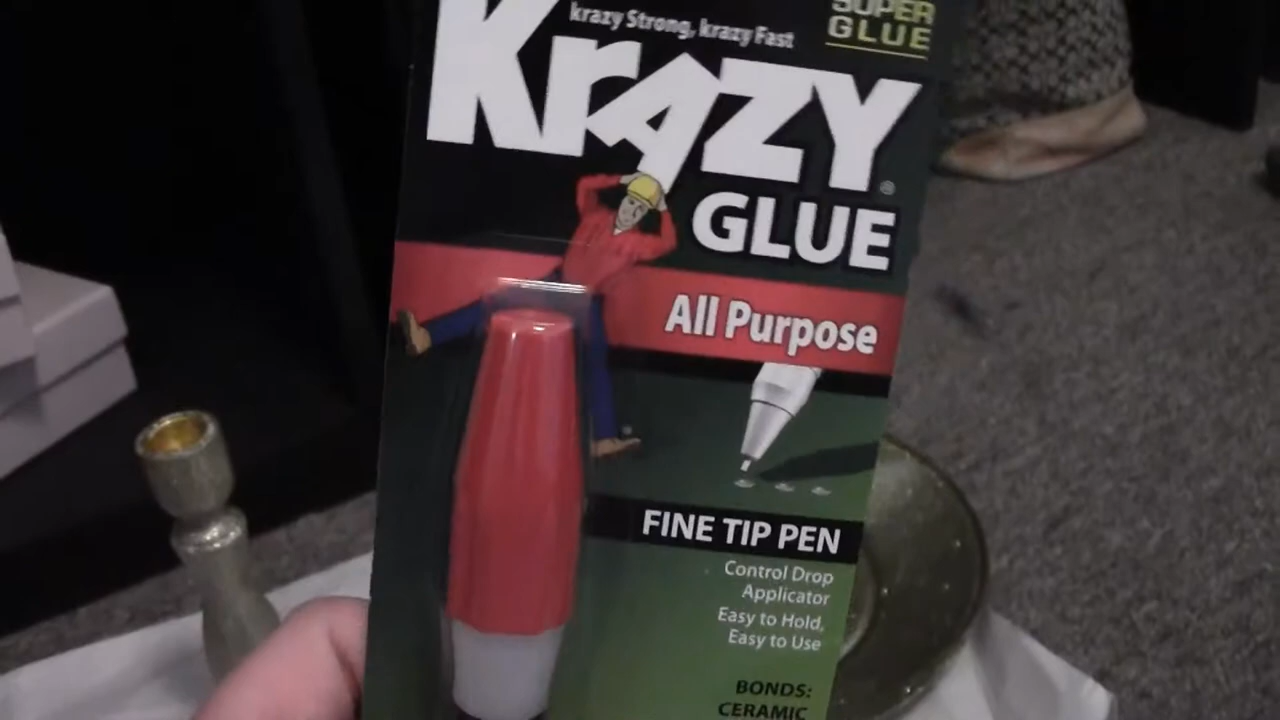 krazy Strong, krazy Fast
SUPER
GLUE
KrAZY®
GLUE
All Purpose
FINE TIP PEN
Control Drop
Applicator
Easy to Hold,
Easy to Use
BONDS:
CERAMIC